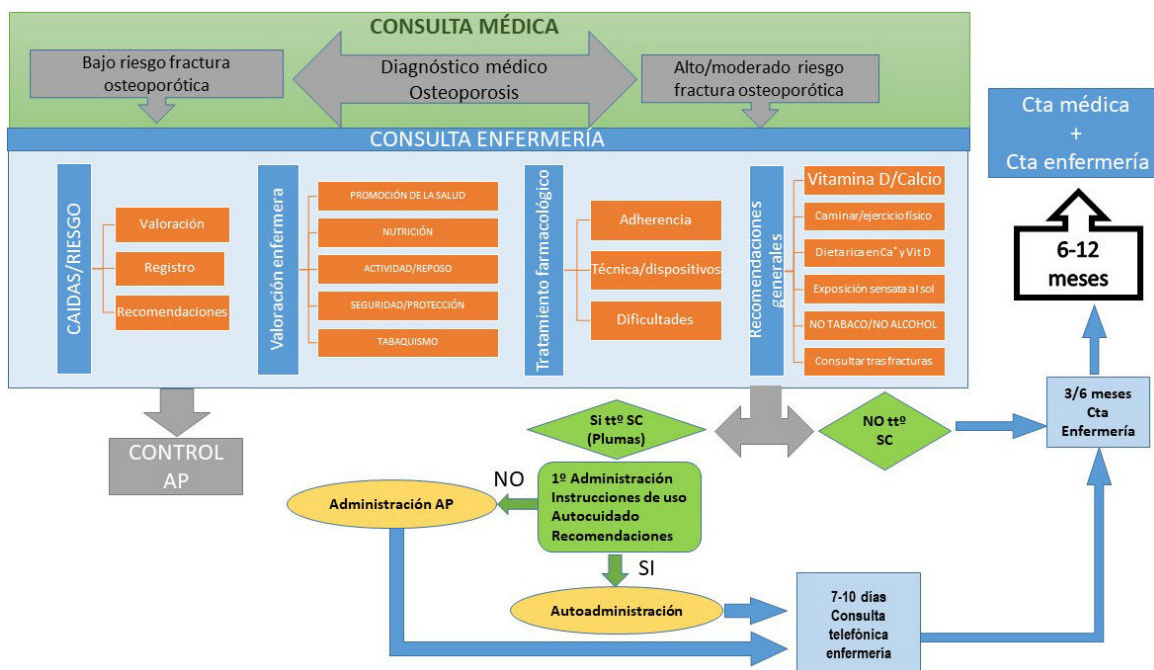 CONSULTA MÉDICA
Bajo riesgo fractura
osteoporótica
Diagnóstico médico
Osteoporosis
Alto/moderado riesgo
fractura osteoporótica
CONSULTA ENFERMERÍA
CAIDAS/RIESGO
Valoración
Registro
Recomendaciones
Valoración enfermera
PROMOCIÓN DE LA SALUD
NUTRICIÓN
ACTIVIDAD/REPOSO
SEGURIDAD/PROTECCIÓN
TABAQUISMO
Tratamiento farmacológico
Adherencia
Técnica/dispositivos
Dificultades
Recomendaciones
generales
Vitamina D/Calcio
Caminar/ejercicio físico
Dieta rica en Ca⁺ y Vit D
Exposición sensata al sol
NO TABACO/NO ALCOHOL
Consultar tras fracturas
Cta médica
+
Cta enfermería
6-12
meses
3/6 meses
Cta
Enfermería
CONTROL
AP
Si ttº SC
(Plumas)
NO ttº
SC
NO
1º Administración
Instrucciones de uso
Autocuidado
Recomendaciones
Administración AP
SI
Autoadministración
7-10 días
Consulta
telefónica
enfermería